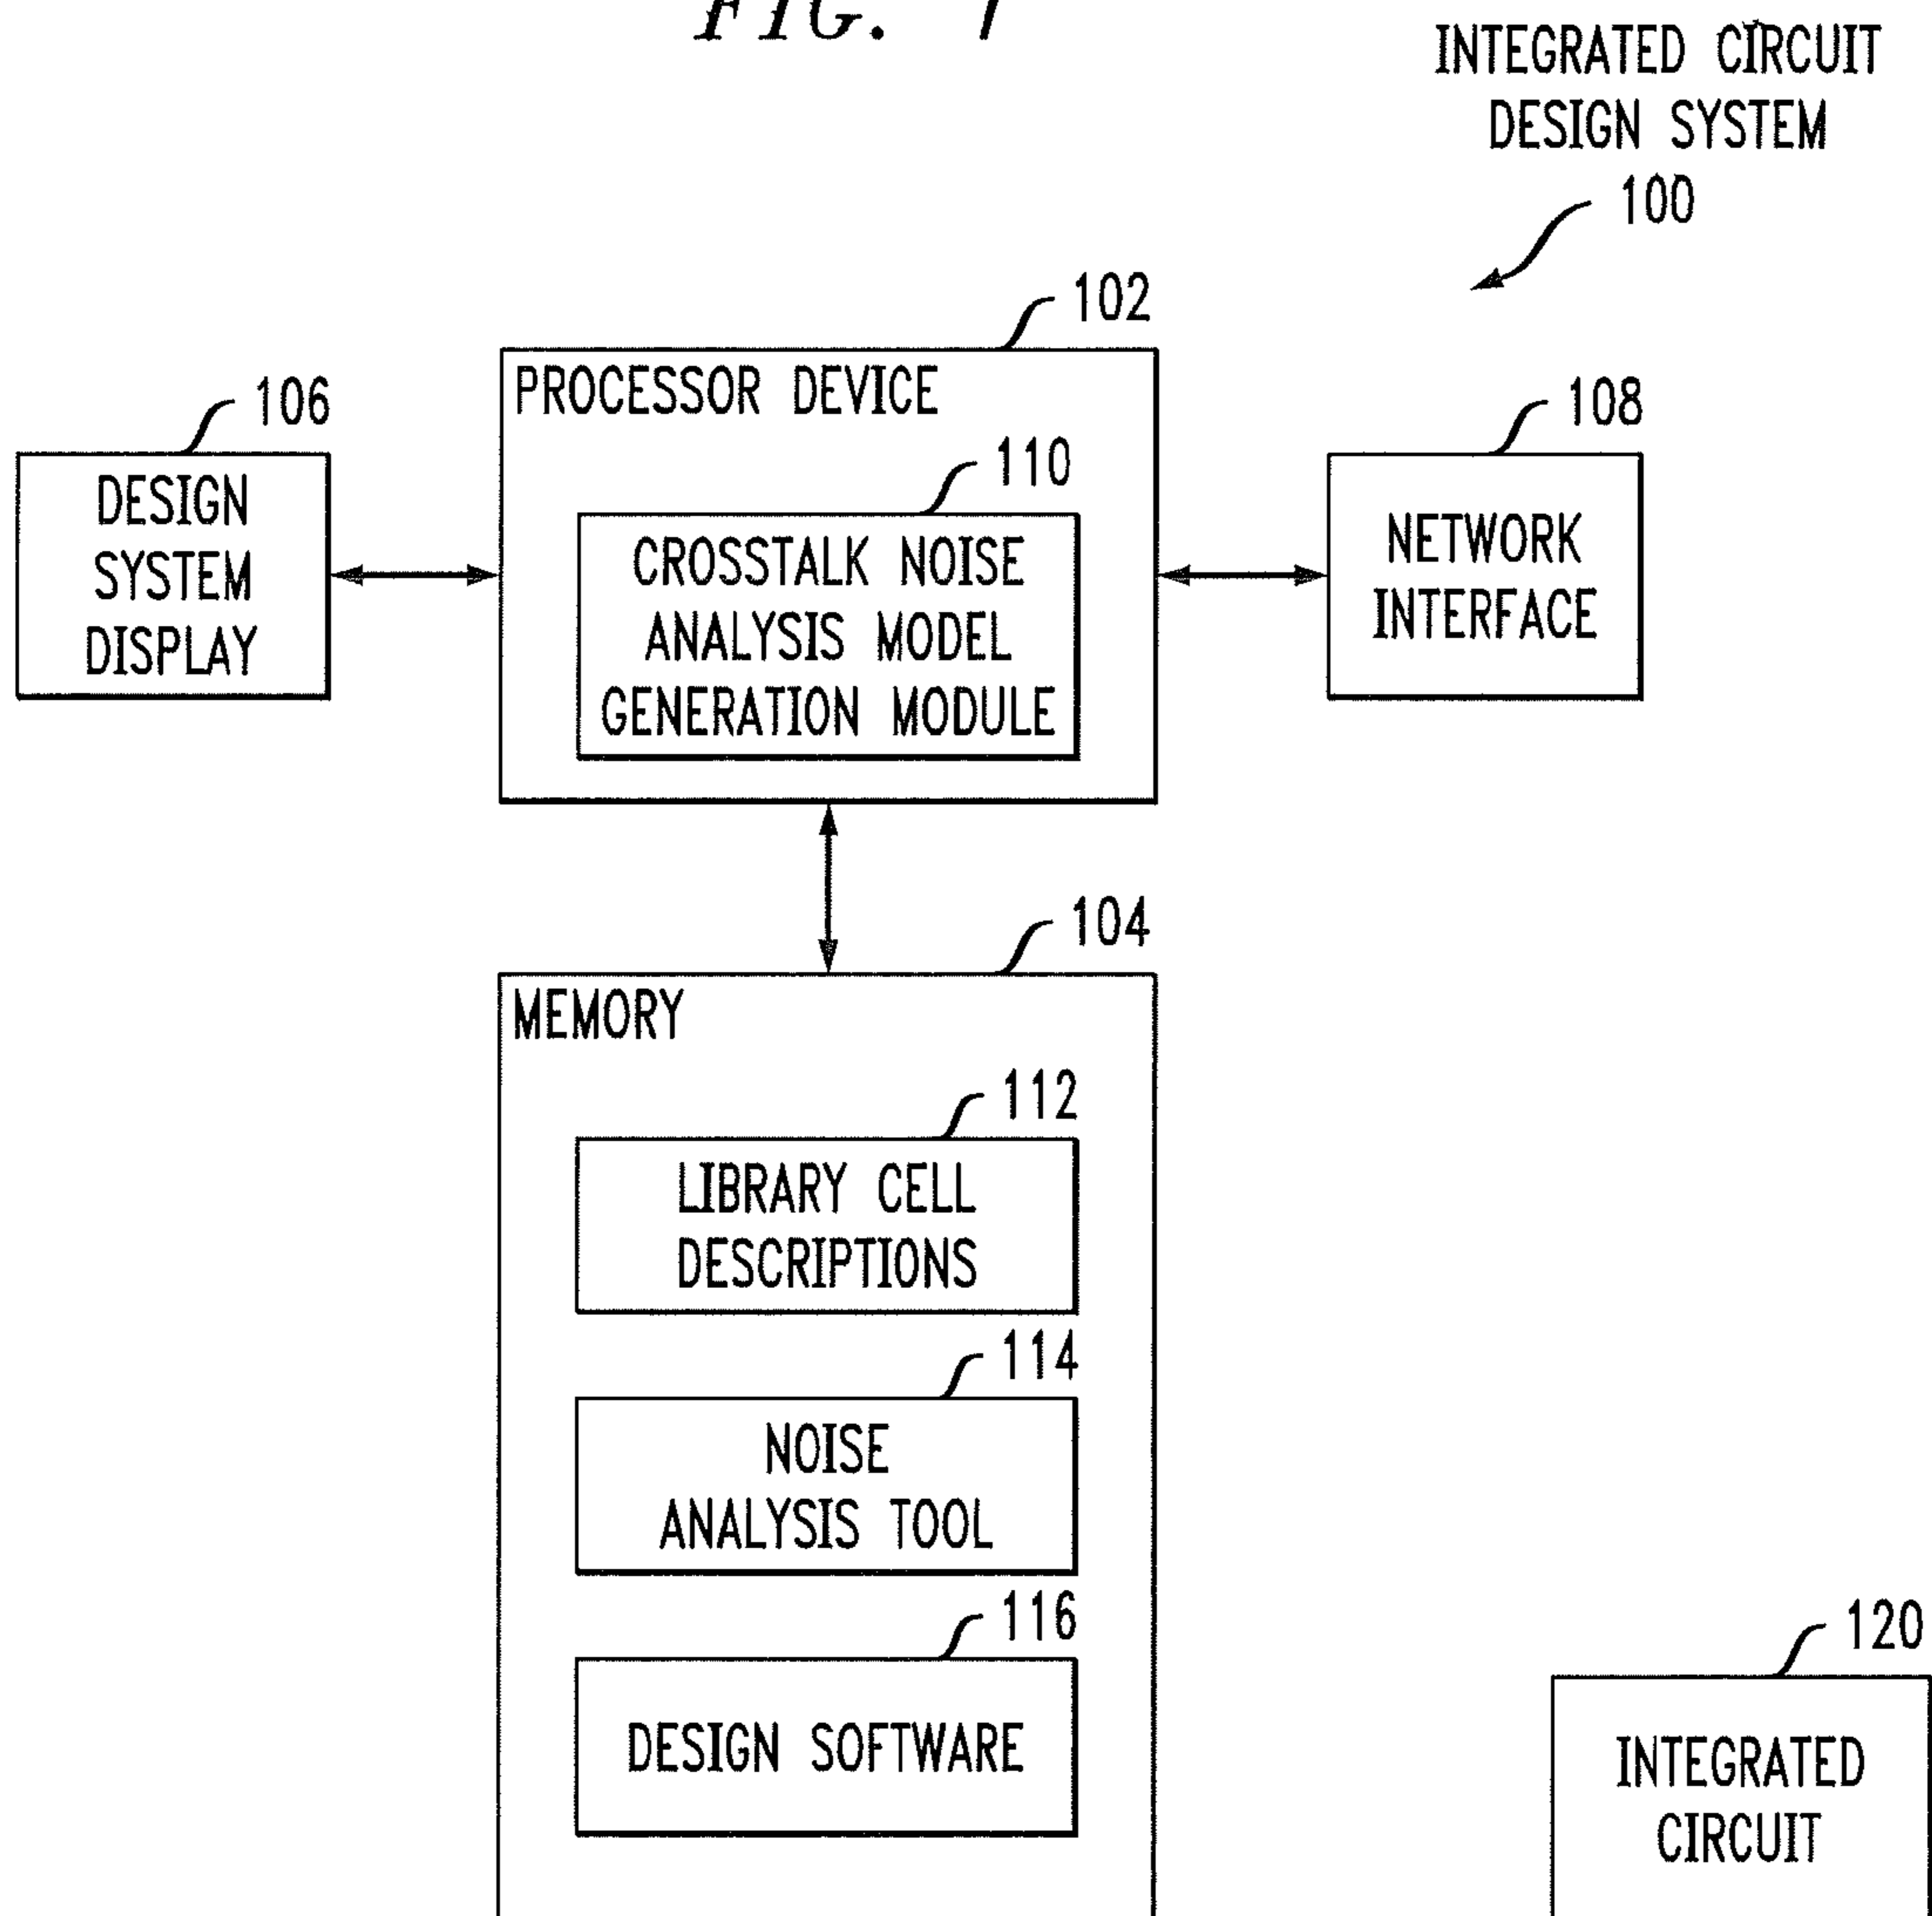 FIG. 1
INTEGRATED CIRCUIT
DESIGN SYSTEM
100
102
PROCESSOR DEVICE
106
108
110
DESIGN
SYSTEM
DISPLAY
CROSSTALK NOISE
ANALYSIS MODEL
GENERATION MODULE
NETWORK
INTERFACE
104
MEMORY
112
LIBRARY CELL
DESCRIPTIONS
114
NOISE
ANALYSIS TOOL
116
DESIGN SOFTWARE
120
INTEGRATED
CIRCUIT